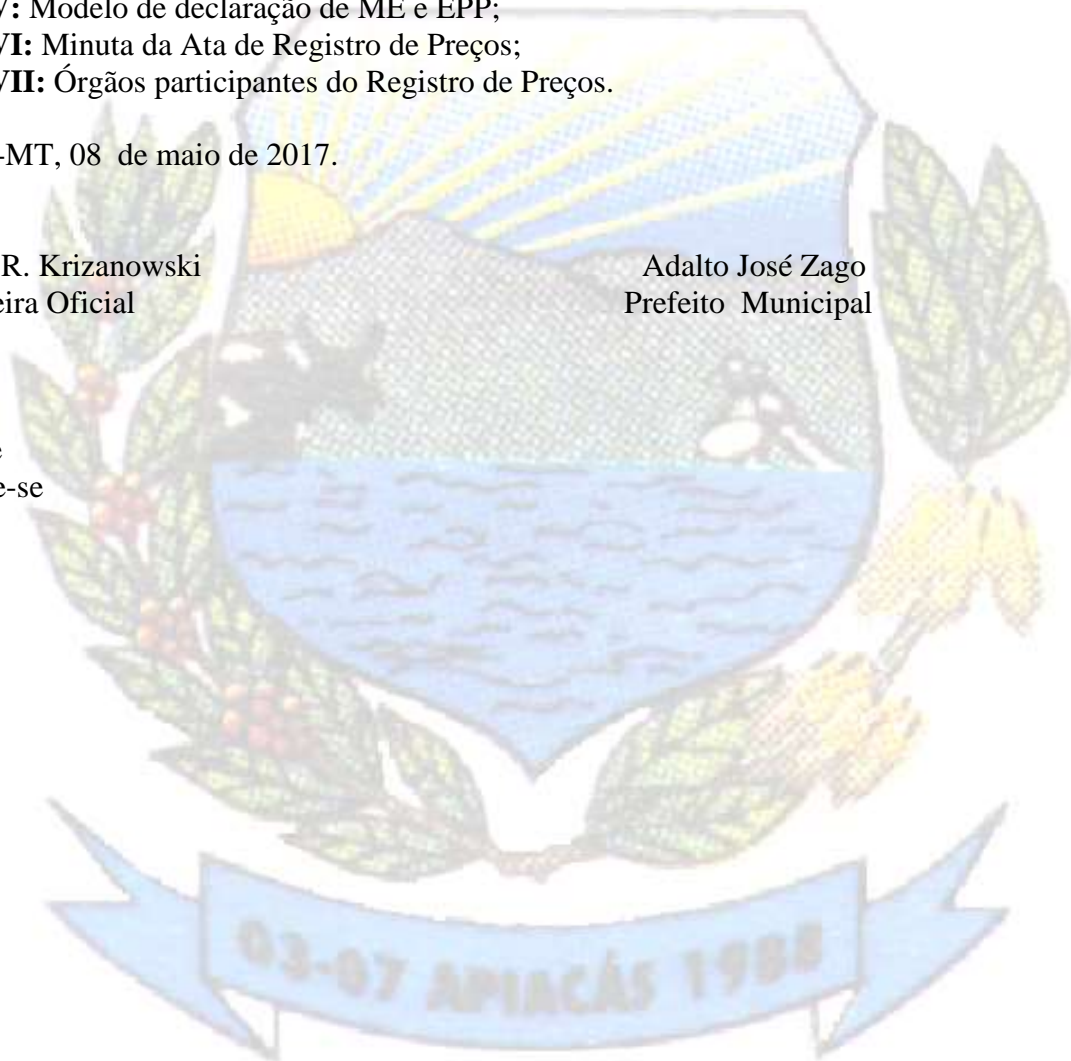 V: Modelo de declaração de ME e EPP;
VI: Minuta da Ata de Registro de Preços;
VII: Órgãos participantes do Registro de Preços.
-MT, 08 de maio de 2017.
R. Krizanowski
Adalto José Zago
eira Oficial
Prefeito Municipal
e
e-se
03-07 APIACÁS 1988